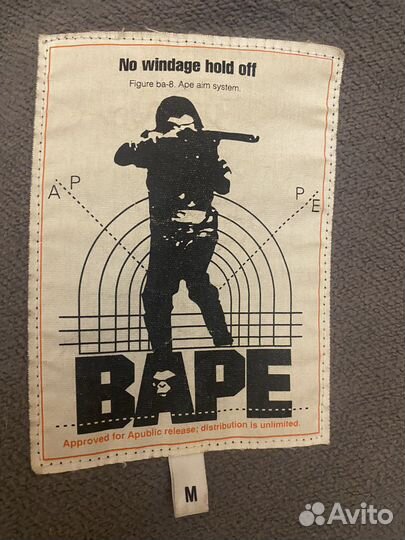 No windage hold off
Figure ba-8. Ape aim system.
A P
P E
BAPE
Approved for Apublic release; distribution is unlimited.
M
Avito